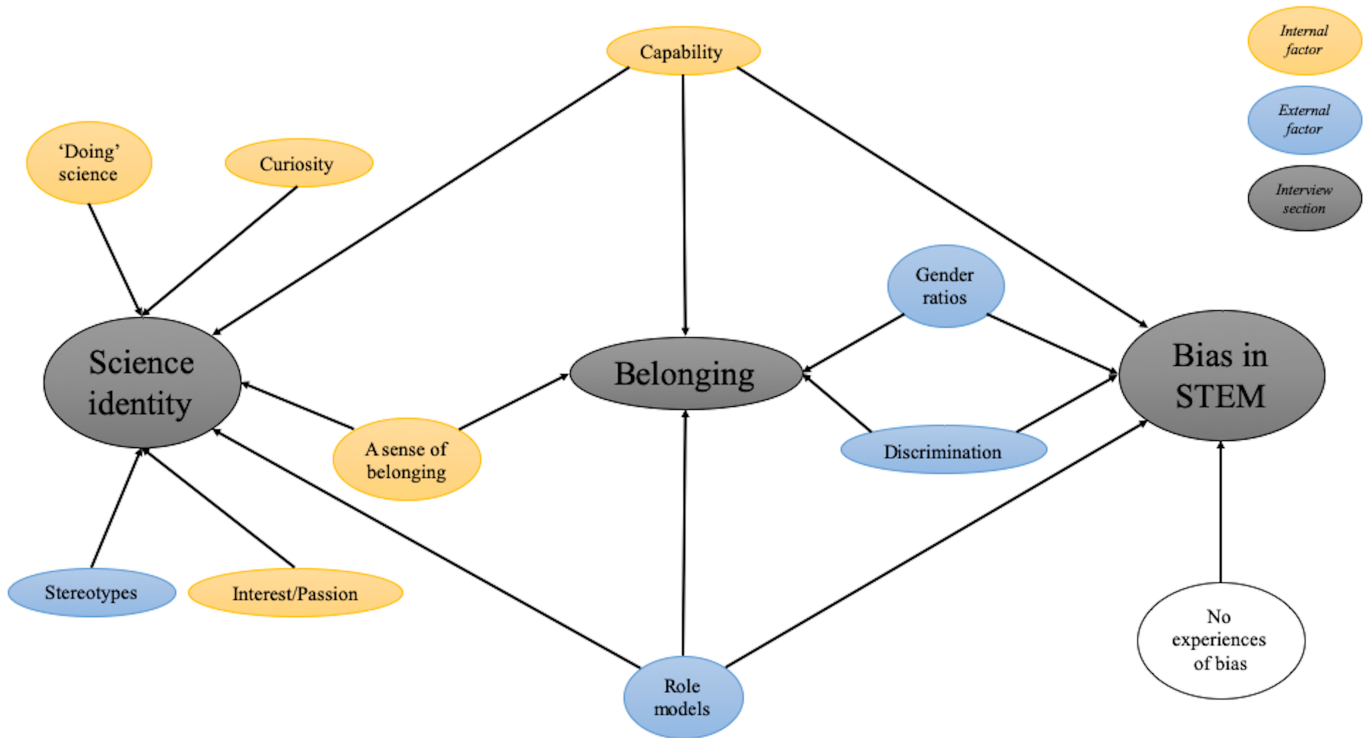 Capability
Internal
factor
External
factor
Interview
section
‘Doing’
science
Curiosity
Gender
ratios
Science
identity
Belonging
Bias in
STEM
A sense of
belonging
Discrimination
Stereotypes
Interest/Passion
No
experiences
of bias
Role
models